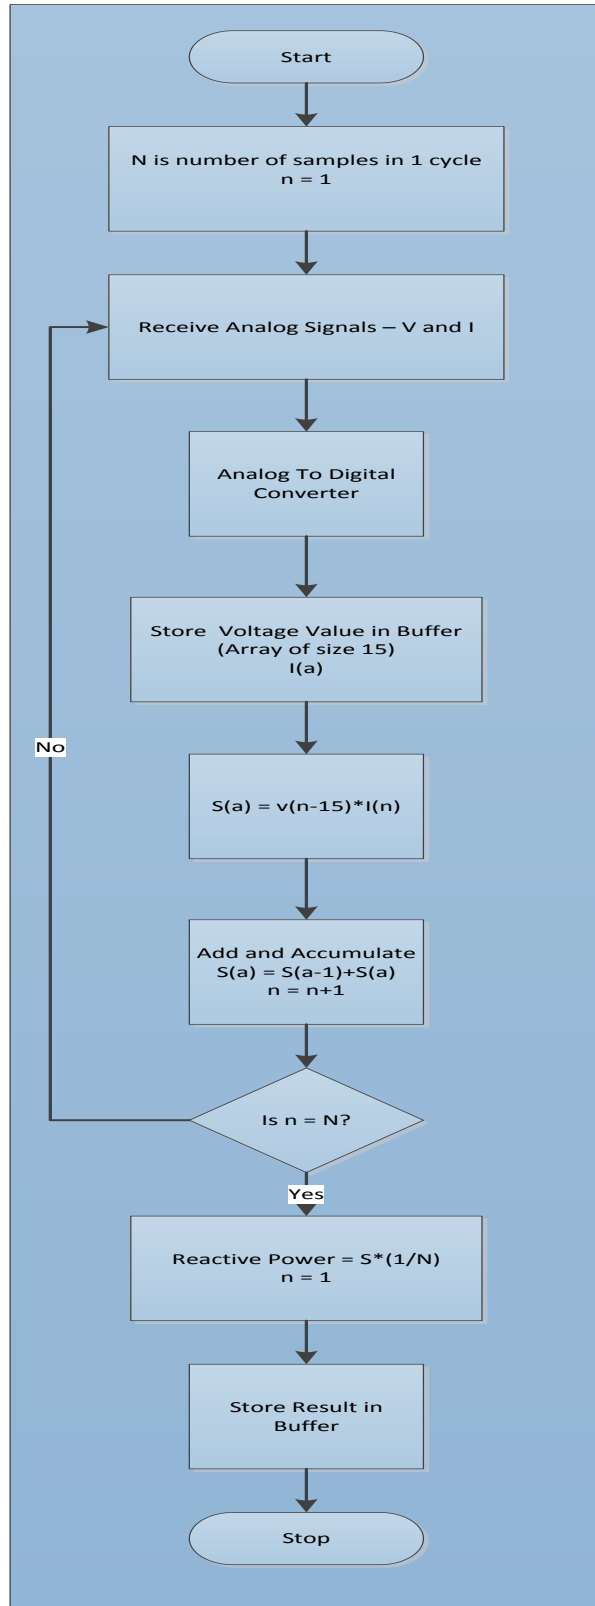 Start
N is number of samples in 1 cycle
n = 1
Receive Analog Signals – V and I
Analog To Digital
Converter
Store  Voltage Value in Buffer
(Array of size 15)
I(a)
S(a) = v(n-15)*I(n)
No
Add and Accumulate
S(a) = S(a-1)+S(a)
n = n+1
Is n = N?
Yes
Reactive Power = S*(1/N)
n = 1
Store Result in
Buffer
Stop